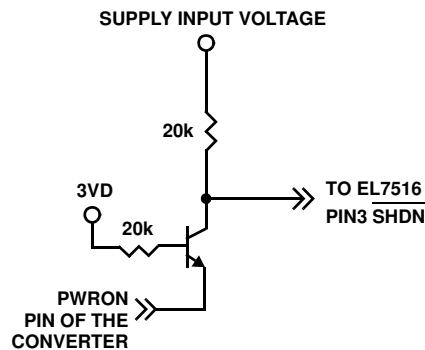 SUPPLY INPUT VOLTAGE
20k
TO EL7516
PIN3 SHDN
3VD
20k
PWRON
PIN OF THE
CONVERTER